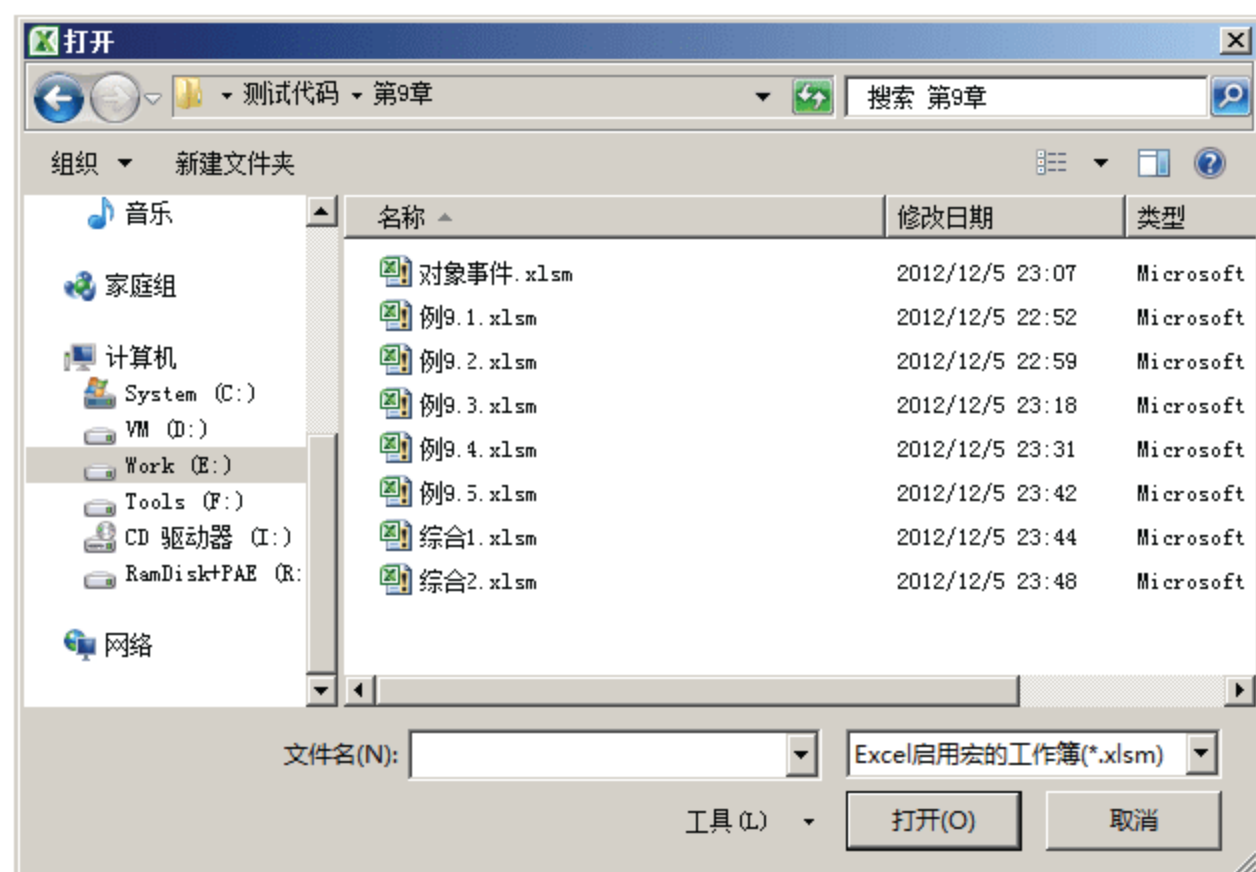 打开
测试代码 第9章 搜索 第9章
组织 新建文件夹
音乐
家庭组
计算机
System (C:)
VM (D:)
Work (E:)
Tools (F:)
CD 驱动器 (I:)
RamDisk+PAE (R:
网络
名称 修改日期 类型
对象事件.xlsm 2012/12/5 23:07 Microsoft
例9.1.xlsm 2012/12/5 22:52 Microsoft
例9.2.xlsm 2012/12/5 22:59 Microsoft
例9.3.xlsm 2012/12/5 23:18 Microsoft
例9.4.xlsm 2012/12/5 23:31 Microsoft
例9.5.xlsm 2012/12/5 23:42 Microsoft
综合1.xlsm 2012/12/5 23:44 Microsoft
综合2.xlsm 2012/12/5 23:48 Microsoft
文件名(N): Excel启用宏的工作簿(*.xlsm)
工具(L) 打开(O) 取消